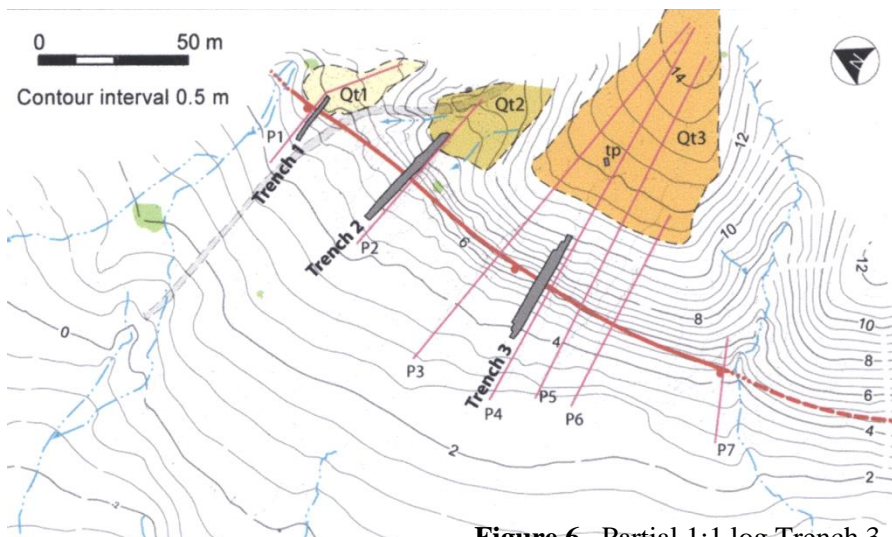 0 50 m
Contour interval 0.5 m
N
Qt1
Qt2
Qt3
14
12
tp
P1
Trench 1
Trench 2
P2
6
10
12
0
8
10
P3
Trench 3
4
8
P4
P5
P6
6
4
P7
2
2
-2
Figure 6. Partial 1:1 log Trench 3